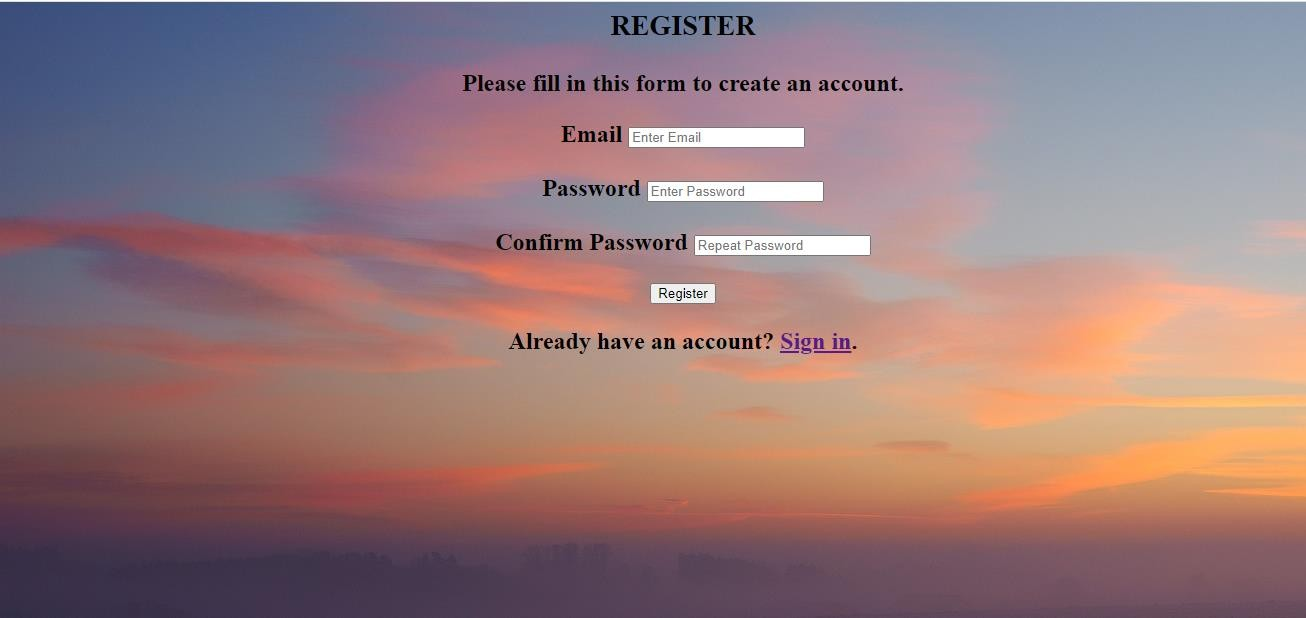 REGISTER
Please fill in this form to create an account.
Email Enter Email
Password Enter Password
Confirm Password Repeat Password
Register
Already have an account? Sign in.